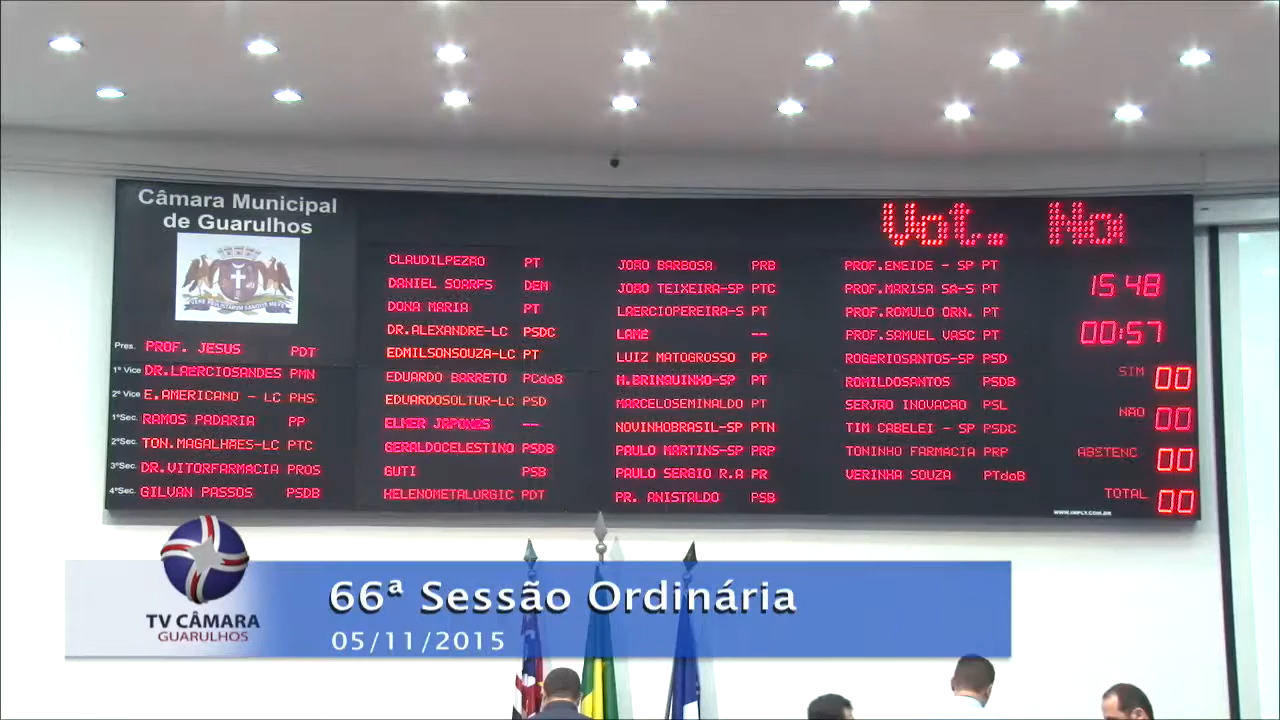 Câmara Municipal
de Guarulhos
Vot. No
15 48
00:57
Pres. PROF. JESUS PDT
1º Vice DR.LAERCIOSANDES PMN
2º Vice E.AMERICANO - LC PHS
1ºSec. RAMOS PADARIA PP
2ºSec. TON.MAGALHAES-LC PTC
3ºSec. DR.VITORFARMACIA PROS
4ºSec. GILVAN PASSOS PSDB
CLAUDILPEZAO PT
DANIEL SOARFS DEM
DONA MARIA PT
DR.ALEXANDRE-LC PSDC
EDMILSONSOUZA-LC PT
EDUARDO BARRETO PCdoB
EDUARDOSOLTUR-LC PSD
ELMER JAPONES --
GERALDOCELESTINO PSDB
GUTI PSB
HELENOMETALURGIC PDT
JOAO BARBOSA PRB
JOAO TEIXEIRA-SP PTC
LAERCIOPEREIRA-S PT
LAMÉ --
LUIZ MATOGROSSO PP
M.BRINQUINHO-SP PT
MARCELOSEMINALDO PT
NOVINHOBRASIL-SP PTN
PAULO MARTINS-SP PRP
PAULO SERGIO R.A PR
PR. ANISTALDO PSB
PROF.ENEIDE - SP PT
PROF.MARISA SA-S PT
PROF.ROMULO ORN. PT
PROF.SAMUEL VASC PT
ROGERIOSANTOS-SP PSD
ROMILDOSANTOS PSDB
SERJAO INOVACAO PSL
TIM CABELEI - SP PSDC
TONINHO FARMACIA PRP
VERINHA SOUZA PTdoB
SIM 00
NAO 00
ABSTENC 00
TOTAL 00
WWW.IMPLY.COM.BR
TV CÂMARA
GUARULHOS
66ª Sessão Ordinária
05/11/2015